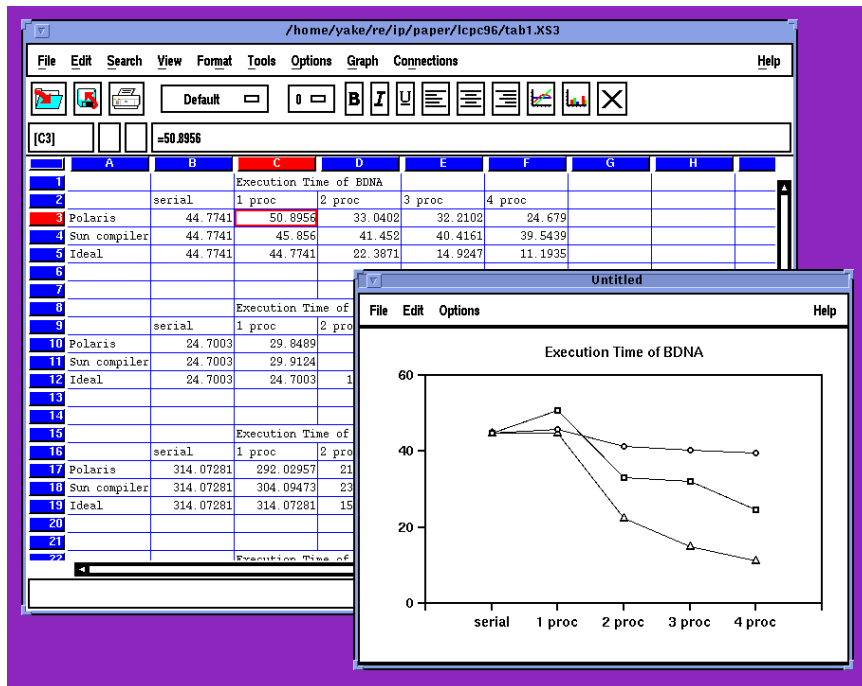 /home/yake/re/ip/paper/lcpc96/tab1.XS3
File Edit Search View Format Tools Options Graph Connections Help
Default 0 B I U
[C3] =50.8956
A B C D E F G H
1 Execution Time of BDNA
2 serial 1 proc 2 proc 3 proc 4 proc
3 Polaris 44.7741 50.8956 33.0402 32.2102 24.679
4 Sun compiler 44.7741 45.856 41.452 40.4161 39.5439
5 Ideal 44.7741 44.7741 22.3871 14.9247 11.1935
6
7
8 Execution Time of
9 serial 1 proc 2 pro
10 Polaris 24.7003 29.8489
11 Sun compiler 24.7003 29.9124
12 Ideal 24.7003 24.7003 1
13
14
15 Execution Time of
16 serial 1 proc 2 pro
17 Polaris 314.07281 292.02957 21
18 Sun compiler 314.07281 304.09473 23
19 Ideal 314.07281 314.07281 15
20
21
22 Execution Time of
Untitled
File Edit Options Help
Execution Time of BDNA
60
40
20
0
serial 1 proc 2 proc 3 proc 4 proc